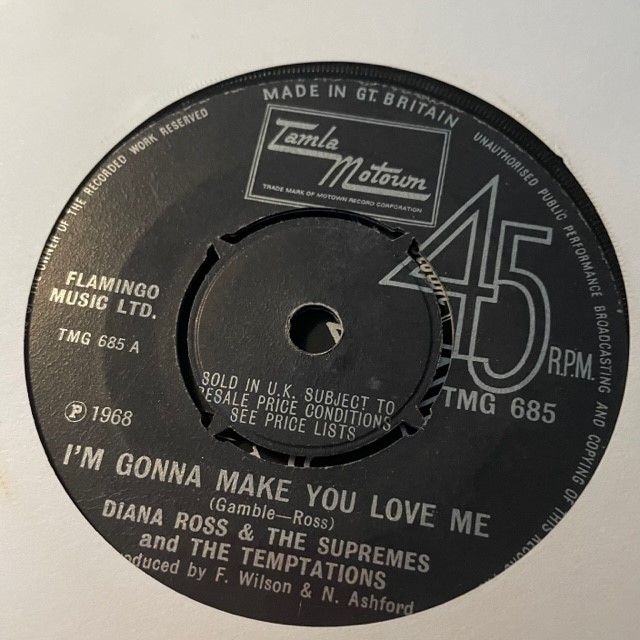 MADE IN GT. BRITAIN
Tamla
Motown
TRADE MARK OF MOTOWN RECORD CORPORATION
OF THE RECORDED WORK RESERVED
UNAUTHORISED PUBLIC PERFORMANCE BROADCASTING AND COPYING OF THIS
45
R.P.M.
FLAMINGO
MUSIC LTD.
TMG 685 A
TMG 685
SOLD IN U.K. SUBJECT TO
RESALE PRICE CONDITIONS
SEE PRICE LISTS
℗ 1968
I'M GONNA MAKE YOU LOVE ME
(Gamble—Ross)
DIANA ROSS & THE SUPREMES
and THE TEMPTATIONS
oduced by F. Wilson & N. Ashford